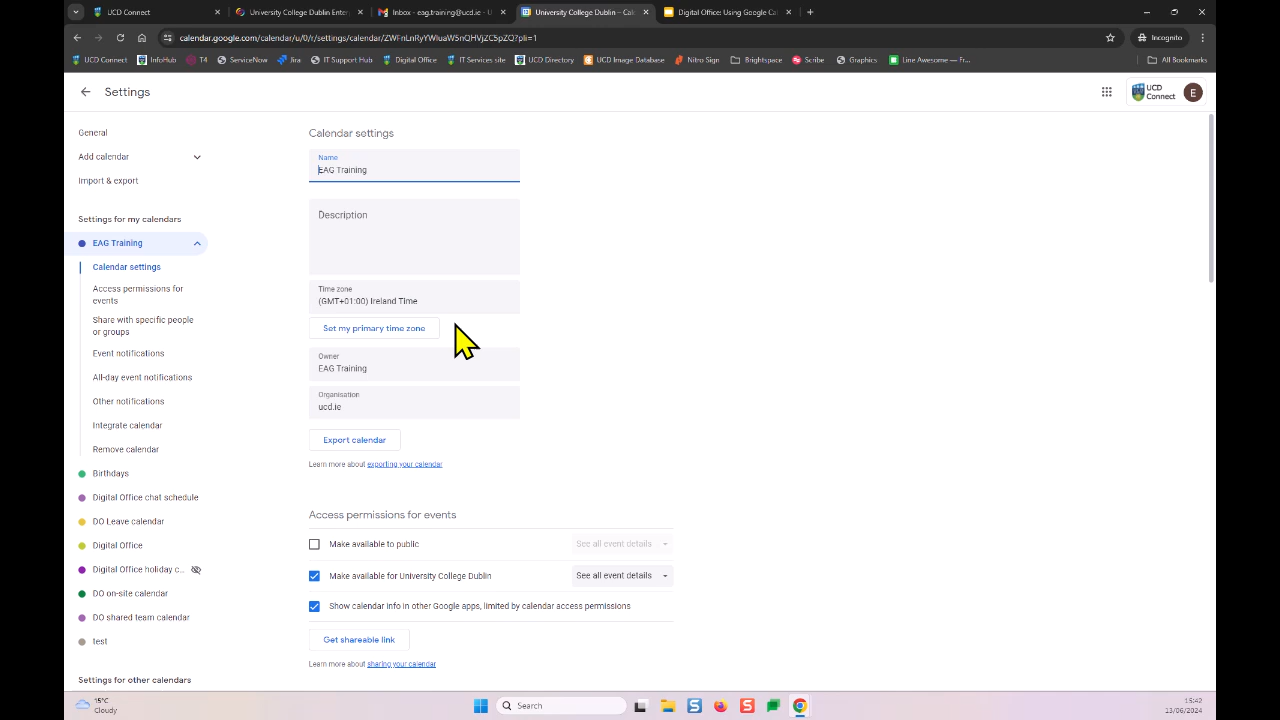 UCD Connect
University College Dublin Enter
Inbox - eag.training@ucd.ie - U
University College Dublin – Cale
Digital Office: Using Google Ca
calendar.google.com/calendar/u/0/r/settings/calendar/ZWFnLnRyYWluaW5nQHVjZC5pZQ?pli=1
Incognito
UCD Connect
InfoHub
T4
ServiceNow
Jira
IT Support Hub
Digital Office
IT Services site
UCD Directory
UCD Image Database
Nitro Sign
Brightspace
Scribe
Graphics
Line Awesome — Fr...
All Bookmarks
Settings
UCD
Connect
E
General
Add calendar
Import & export
Settings for my calendars
EAG Training
Calendar settings
Access permissions for
events
Share with specific people
or groups
Event notifications
All-day event notifications
Other notifications
Integrate calendar
Remove calendar
Birthdays
Digital Office chat schedule
DO Leave calendar
Digital Office
Digital Office holiday c...
DO on-site calendar
DO shared team calendar
test
Settings for other calendars
Calendar settings
Name
EAG Training
Description
Time zone
(GMT+01:00) Ireland Time
Set my primary time zone
Owner
EAG Training
Organisation
ucd.ie
Export calendar
Learn more about exporting your calendar
Access permissions for events
Make available to public
See all event details
Make available for University College Dublin
See all event details
Show calendar info in other Google apps, limited by calendar access permissions
Get shareable link
Learn more about sharing your calendar
15°C
Cloudy
Search
15:42
13/06/2024